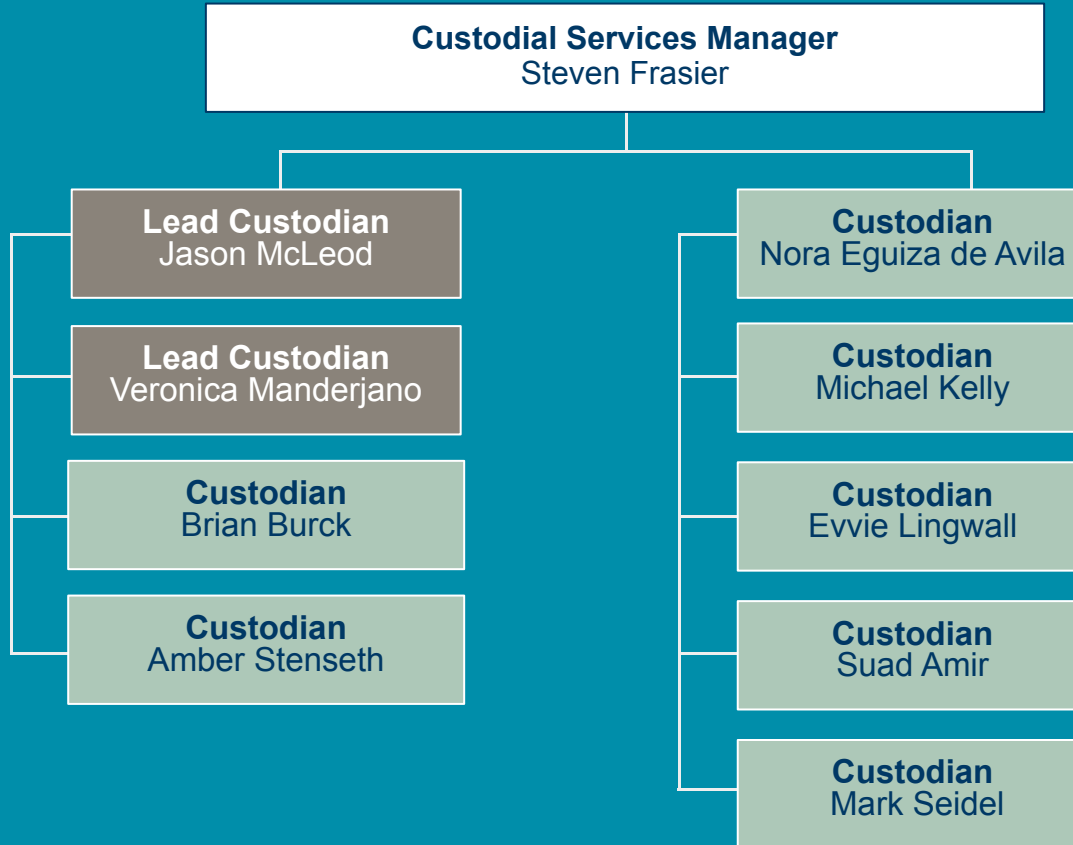 Custodial Services Manager
Steven Frasier
Lead Custodian
Jason McLeod
Lead Custodian
Veronica Manderjano
Custodian
Brian Burck
Custodian
Amber Stenseth
Custodian
Nora Eguiza de Avila
Custodian
Michael Kelly
Custodian
Evvie Lingwall
Custodian
Suad Amir
Custodian
Mark Seidel